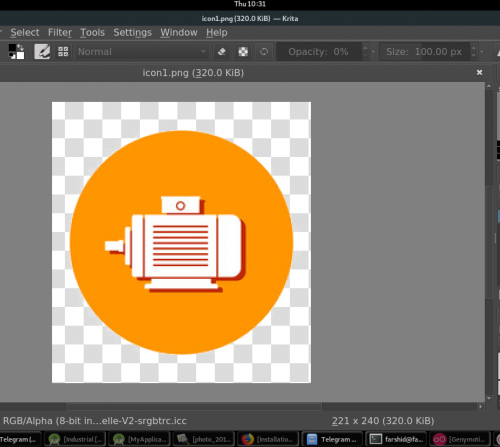 Thu 10:31
icon1.png (320.0 KiB) — Krita
Select Filter Tools Settings Window Help
Normal Opacity: 0% Size: 100.00 px
icon1.png (320.0 KiB)
RGB/Alpha (8-bit in...elle-V2-srgbtrc.icc 221 x 240 (320.0 KiB)
Telegram (... [Industrial [... [MyApplica... [photo_201... [Installatio... Telegram ... farshid@fa... [Genymoti...